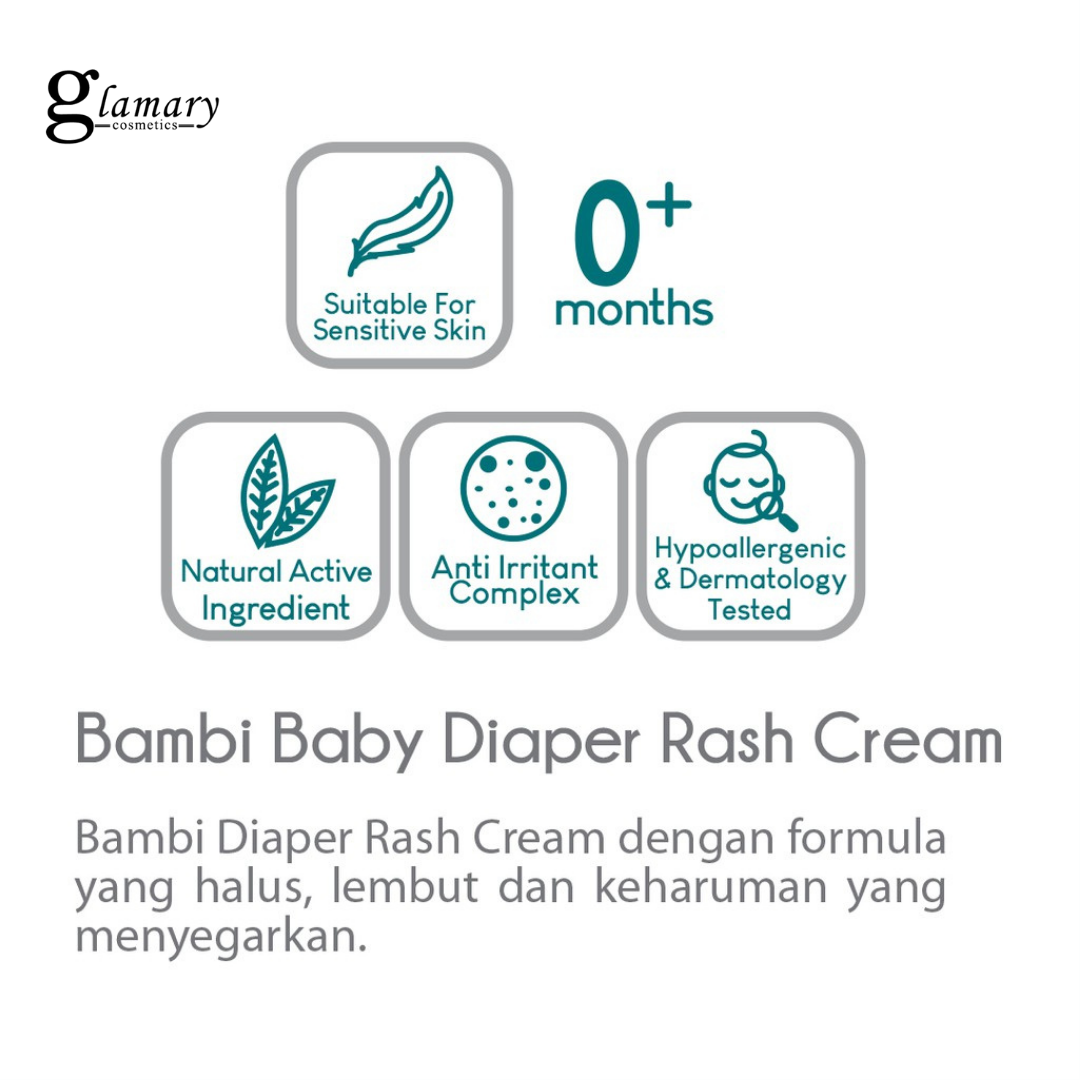 glamary
cosmetics
Suitable For
Sensitive Skin
0+
months
Natural Active
Ingredient
Anti Irritant
Complex
Hypoallergenic
& Dermatology
Tested
Bambi Baby Diaper Rash Cream
Bambi Diaper Rash Cream dengan formula
yang halus, lembut dan keharuman yang
menyegarkan.